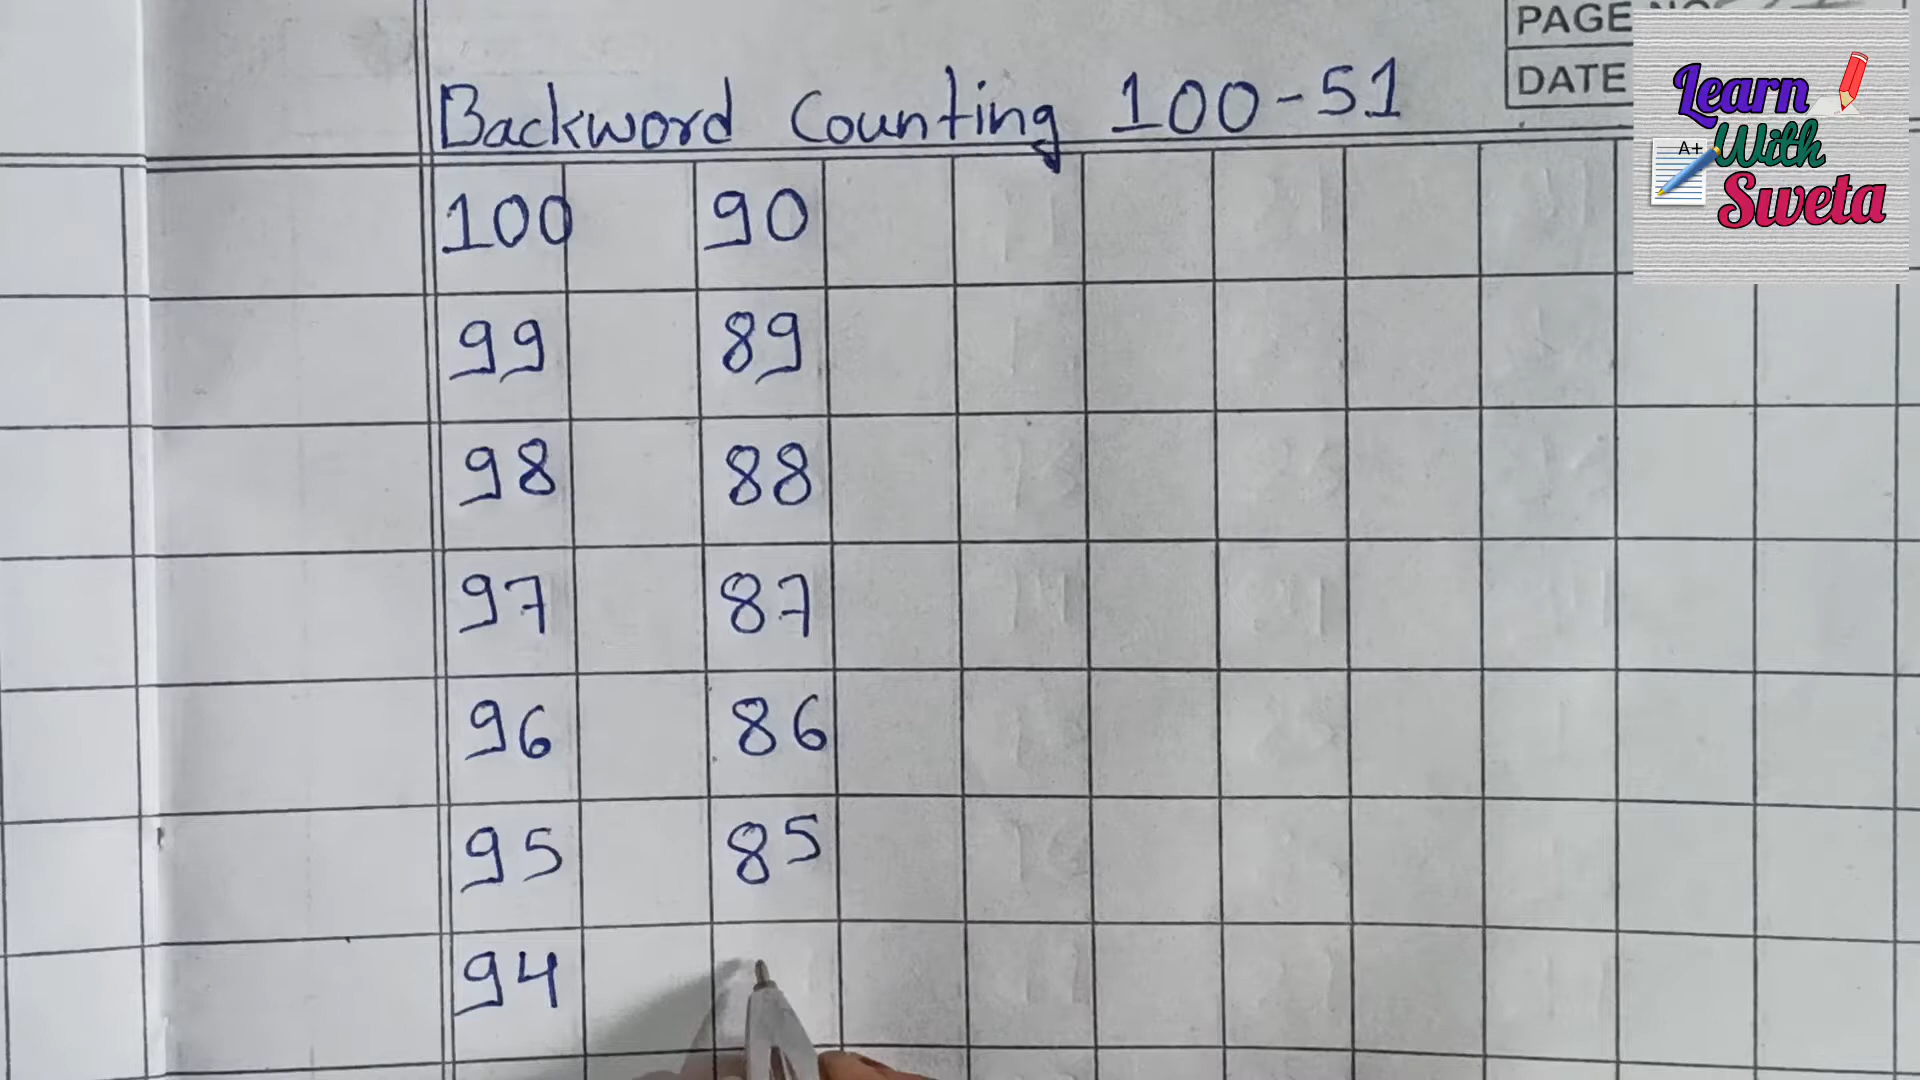 PAGE
DATE
Learn
With
Sweta
A+
Backword Counting 100-51
100 90
99 89
98 88
97 87
96 86
95 85
94